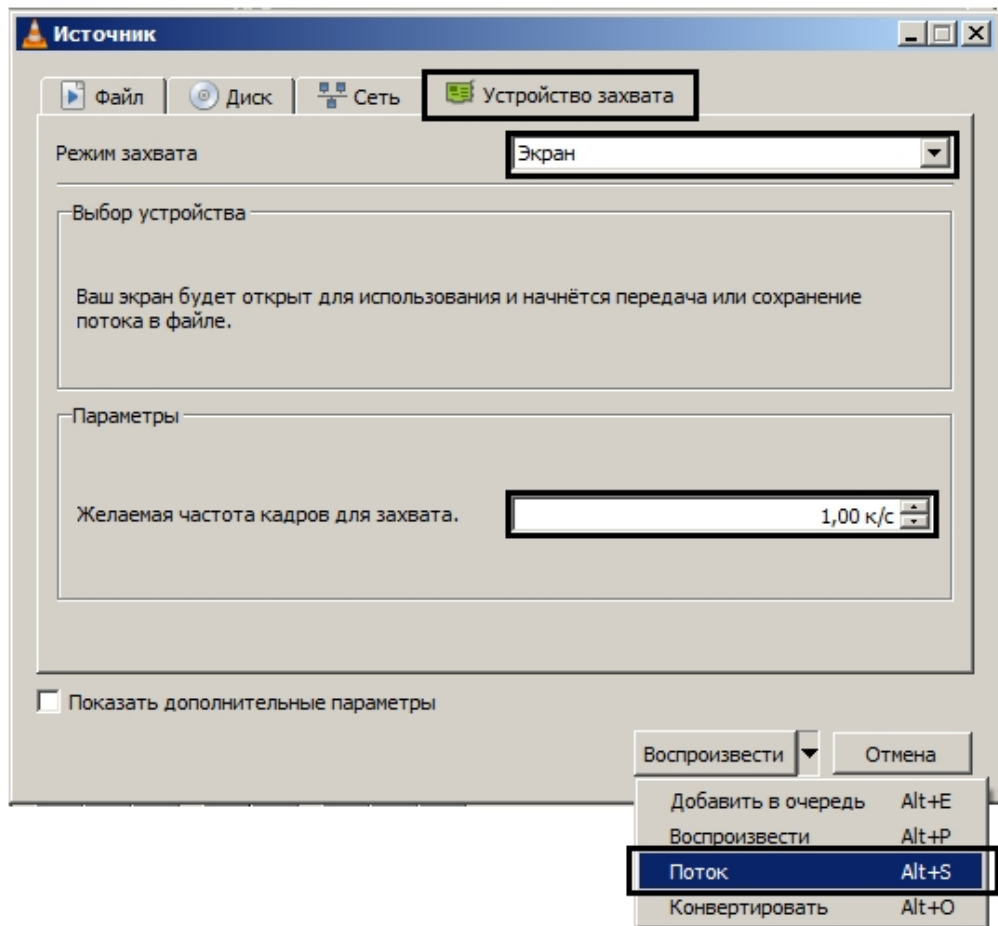 Источник
Файл Диск Сеть Устройство захвата
Режим захвата Экран
Выбор устройства
Ваш экран будет открыт для использования и начнётся передача или сохранение
потока в файле.
Параметры
Желаемая частота кадров для захвата. 1,00 к/с
Показать дополнительные параметры
Воспроизвести Отмена
Добавить в очередь Alt+E
Воспроизвести Alt+P
Поток Alt+S
Конвертировать Alt+O